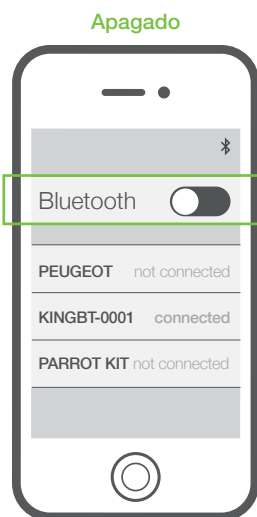 Apagado
Bluetooth
PEUGEOT not connected
KINGBT-0001 connected
PARROT KIT not connected